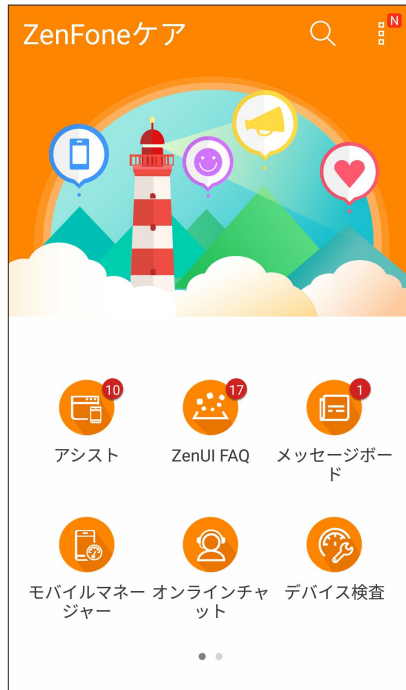 ZenFoneケア
N
10
17
1
アシスト
ZenUI FAQ
メッセージボー
ド
モバイルマネー
ジャー
オンラインチャ
ット
デバイス検査